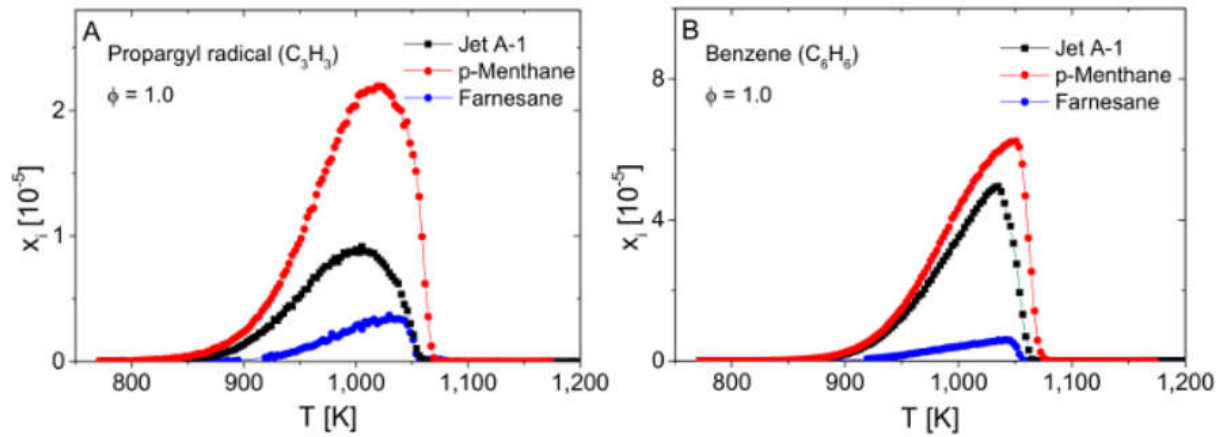 A
Propargyl radical (C₃H₃)
ϕ = 1.0
Jet A-1
p-Menthane
Farnesane
xᵢ [10⁻⁵]
2
1
0
800 900 1,000 1,100 1,200
T [K]
B
Benzene (C₆H₆)
ϕ = 1.0
Jet A-1
p-Menthane
Farnesane
xᵢ [10⁻⁵]
8
4
0
800 900 1,000 1,100 1,200
T [K]